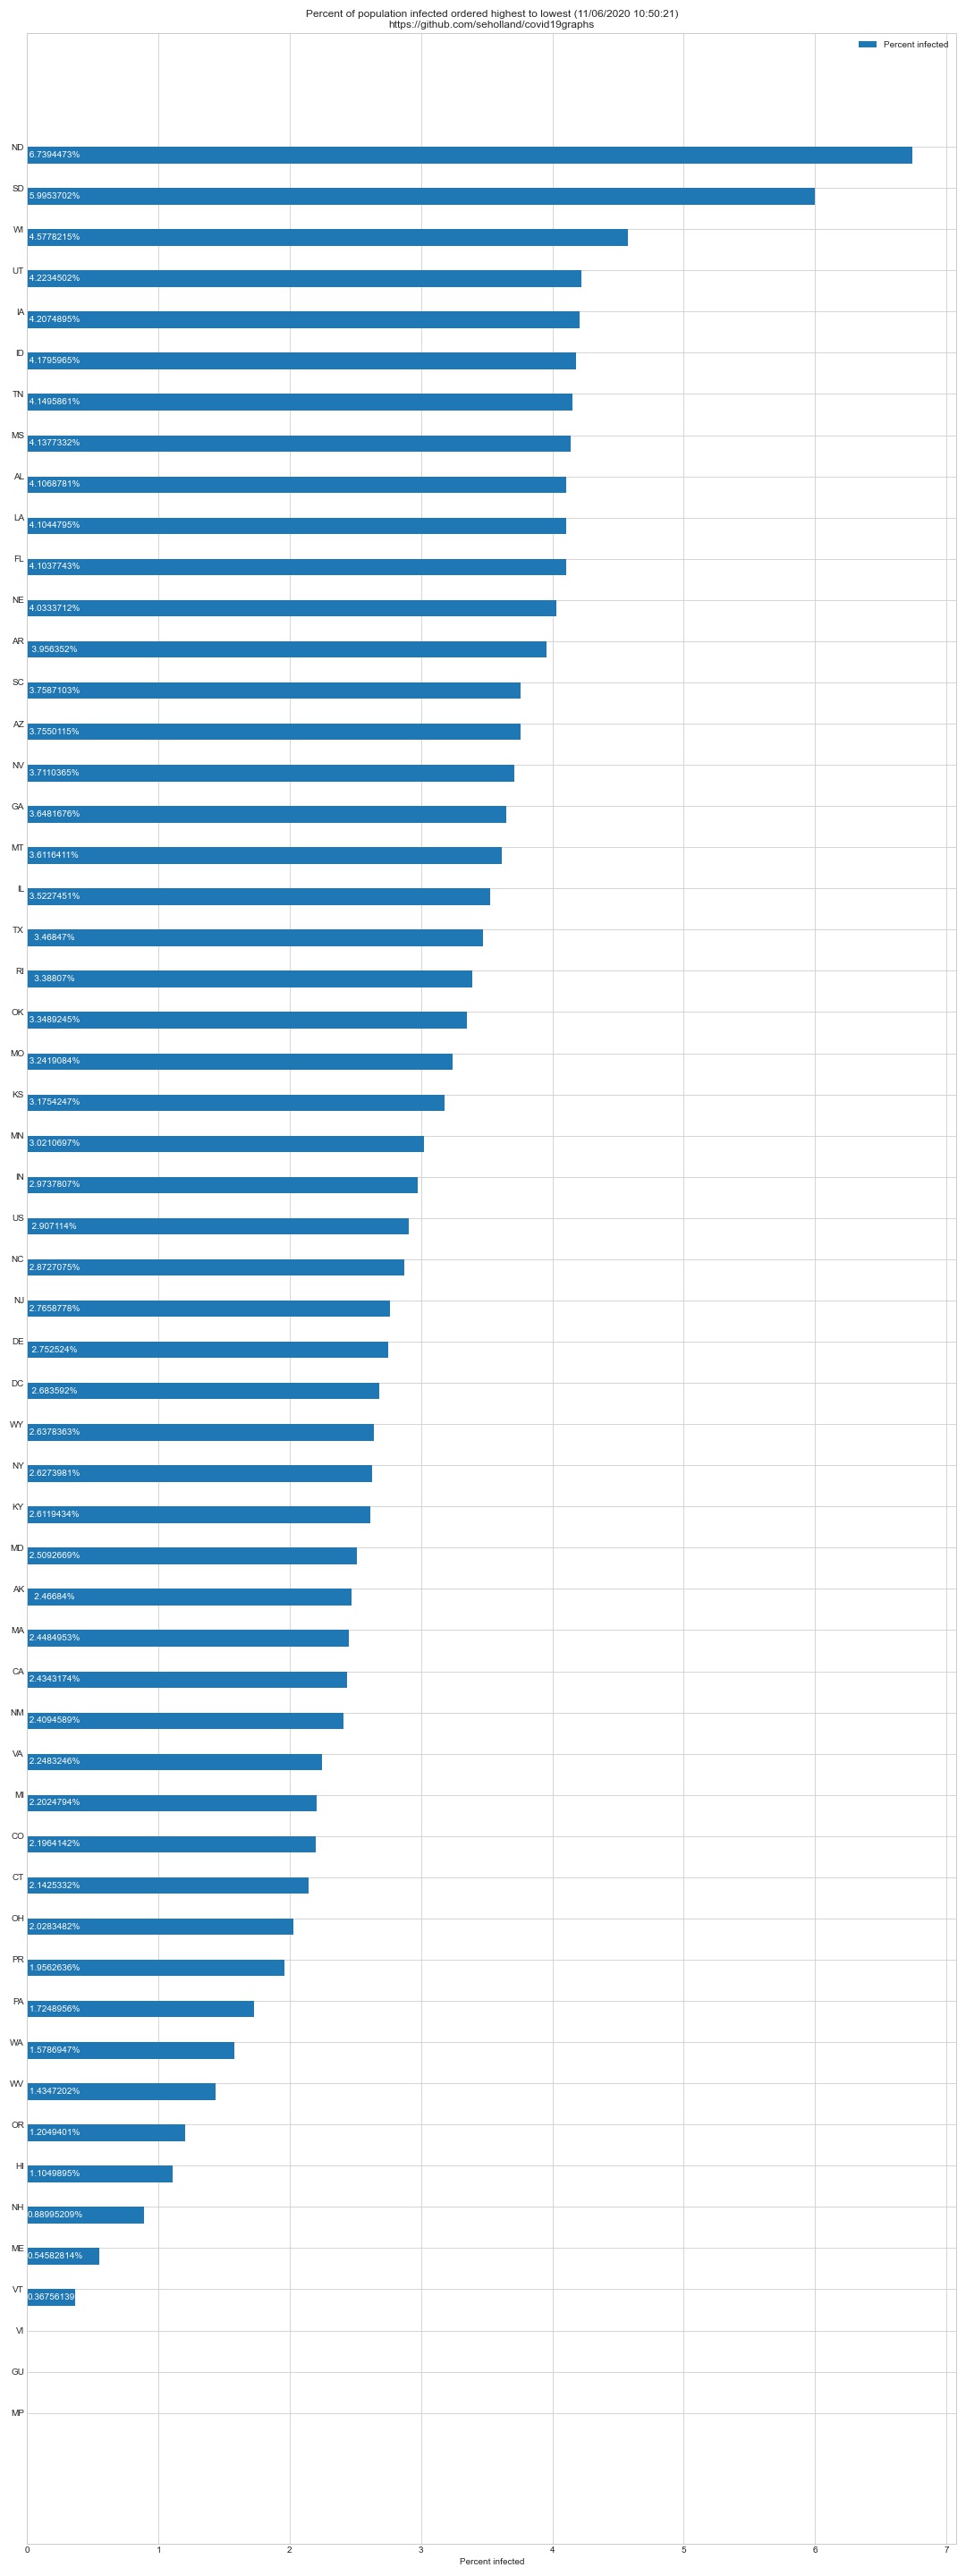 Percent of population infected ordered highest to lowest (11/06/2020 10:50:21)
https://github.com/seholland/covid19graphs
Percent infected
ND 6.7394473%
SD 5.9953702%
WI 4.5778215%
UT 4.2234502%
IA 4.2074895%
ID 4.1795965%
TN 4.1495861%
MS 4.1377332%
AL 4.1068781%
LA 4.1044795%
FL 4.1037743%
NE 4.0333712%
AR 3.956352%
SC 3.7587103%
AZ 3.7550115%
NV 3.7110365%
GA 3.6481676%
MT 3.6116411%
IL 3.5227451%
TX 3.46847%
RI 3.38807%
OK 3.3489245%
MO 3.2419084%
KS 3.1754247%
MN 3.0210697%
IN 2.9737807%
US 2.907114%
NC 2.8727075%
NJ 2.7658778%
DE 2.752524%
DC 2.683592%
WY 2.6378363%
NY 2.6273981%
KY 2.6119434%
MD 2.5092669%
AK 2.46684%
MA 2.4484953%
CA 2.4343174%
NM 2.4094589%
VA 2.2483246%
MI 2.2024794%
CO 2.1964142%
CT 2.1425332%
OH 2.0283482%
PR 1.9562636%
PA 1.7248956%
WA 1.5786947%
WV 1.4347202%
OR 1.2049401%
HI 1.1049895%
NH 0.88995209%
ME 0.54582814%
VT 0.36756139
VI
GU
MP
0 1 2 3 4 5 6 7
Percent infected